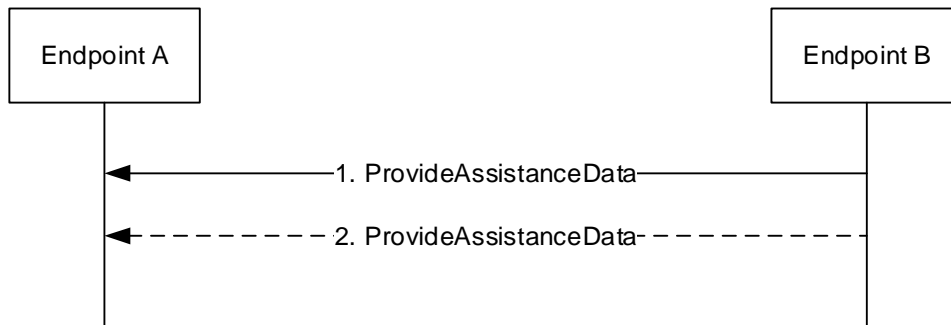 Endpoint A
Endpoint B
1. ProvideAssistanceData
2. ProvideAssistanceData